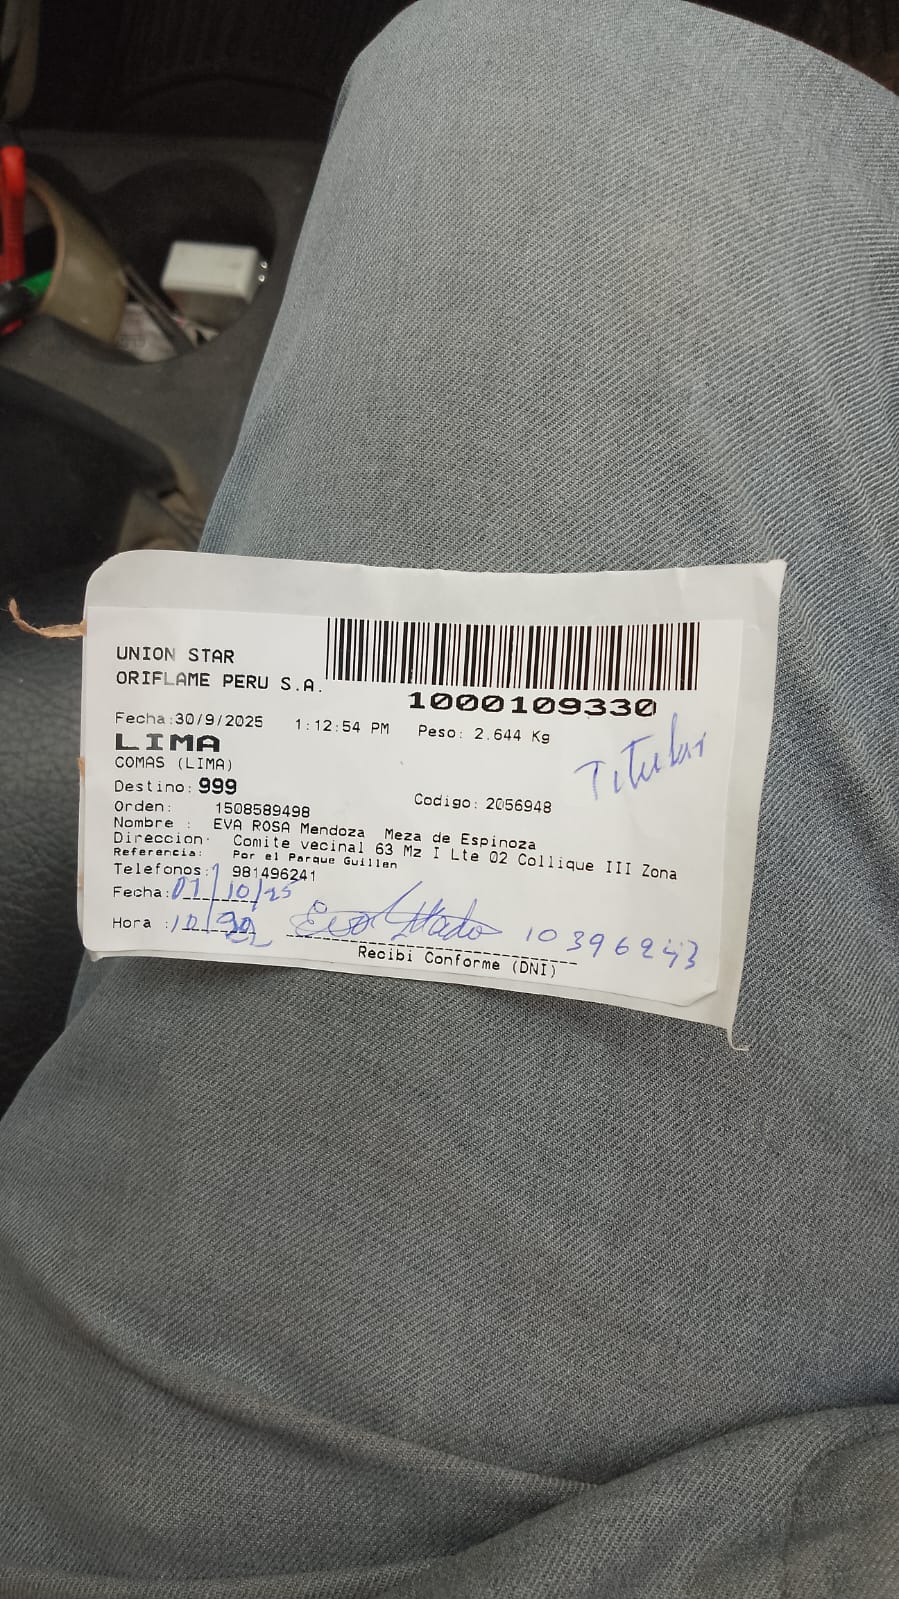 UNION STAR
ORIFLAME PERU S.A.
1000109330
Fecha:30/9/2025 1:12:54 PM Peso: 2.644 Kg
LIMA
COMAS (LIMA)
Titular
Destino: 999
Orden: 1508589498 Codigo: 2056948
Nombre : EVA ROSA Mendoza Meza de Espinoza
Direccion: Comite vecinal 63 Mz I Lte 02 Collique III Zona
Referencia: Por el Parque Guillen
Telefonos: 981496241
Fecha: 01/10/25
Hora :
10396243
Recibi Conforme (DNI)